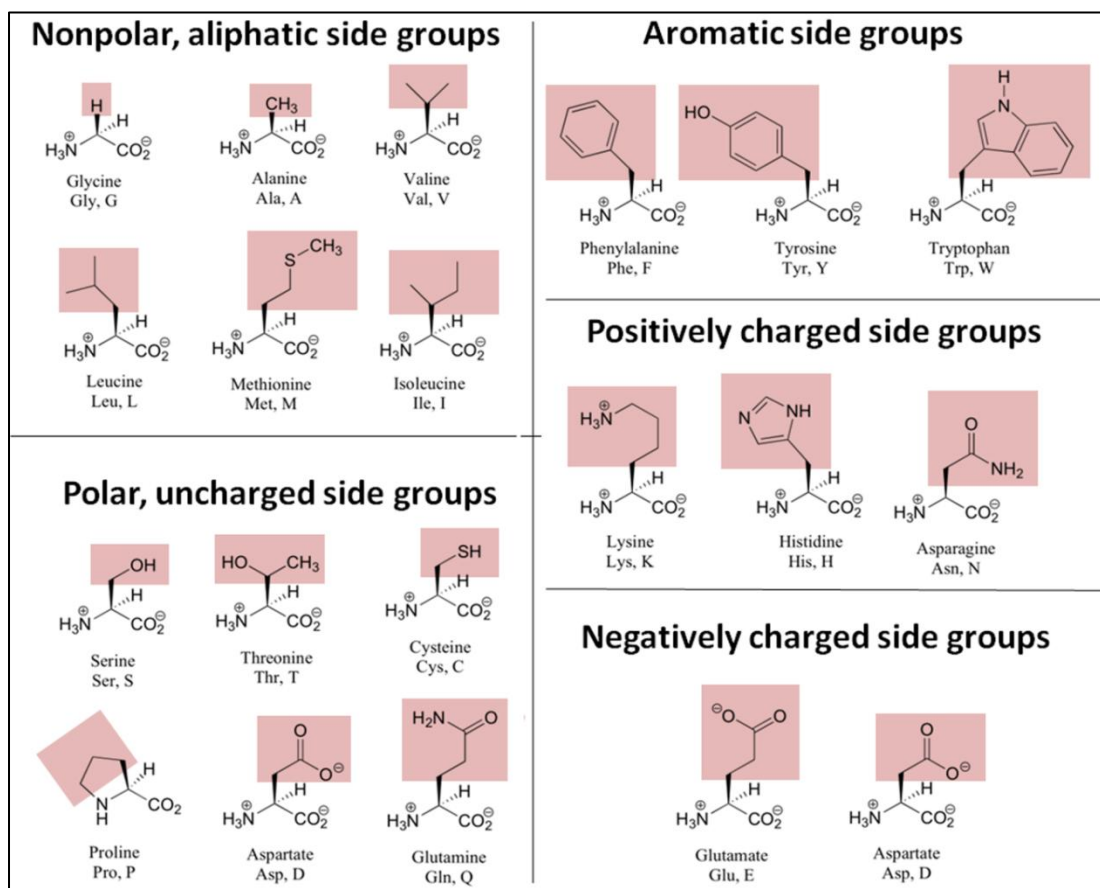 Nonpolar, aliphatic side groups
H
H
H₃N⊕
CO₂⊖
Glycine
Gly, G
CH₃
H
H₃N⊕
CO₂⊖
Alanine
Ala, A
H
H₃N⊕
CO₂⊖
Valine
Val, V
H
H₃N⊕
CO₂⊖
Leucine
Leu, L
S
CH₃
H
H₃N⊕
CO₂⊖
Methionine
Met, M
H
H₃N⊕
CO₂⊖
Isoleucine
Ile, I
Aromatic side groups
H
H₃N⊕
CO₂⊖
Phenylalanine
Phe, F
HO
H
H₃N⊕
CO₂⊖
Tyrosine
Tyr, Y
H
N
H
H₃N⊕
CO₂⊖
Tryptophan
Trp, W
Positively charged side groups
H₃N⊕
H
H₃N⊕
CO₂⊖
Lysine
Lys, K
N
NH
H
H₃N⊕
CO₂⊖
Histidine
His, H
O
NH₂
H₃N⊕
CO₂⊖
Asparagine
Asn, N
Polar, uncharged side groups
OH
H
H₃N⊕
CO₂⊖
Serine
Ser, S
HO
CH₃
H
H₃N⊕
CO₂⊖
Threonine
Thr, T
SH
H
H₃N⊕
CO₂⊖
Cysteine
Cys, C
H
N
H
CO₂
Proline
Pro, P
O
O⊖
H
H₃N⊕
CO₂⊖
Aspartate
Asp, D
H₂N
O
H
H₃N⊕
CO₂⊖
Glutamine
Gln, Q
Negatively charged side groups
⊖O
O
H
H₃N⊕
CO₂⊖
Glutamate
Glu, E
O
O⊖
H
H₃N⊕
CO₂⊖
Aspartate
Asp, D